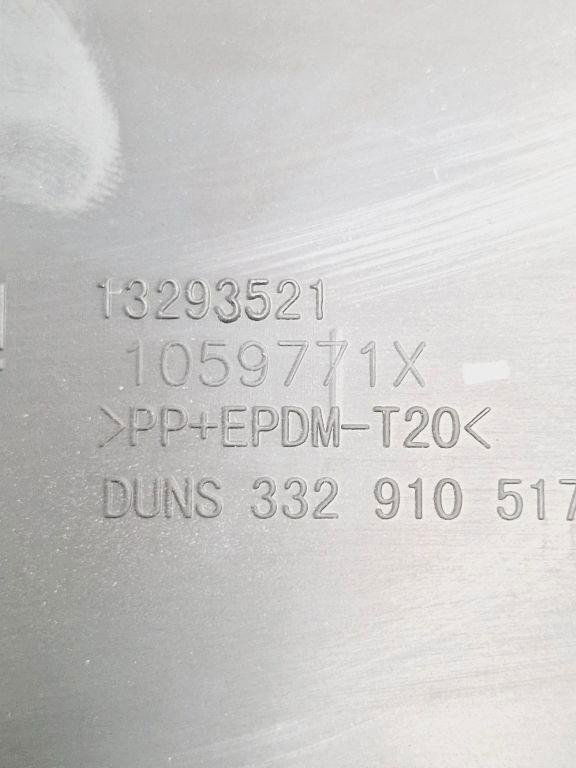 13293521
1059771X
>PP+EPDM-T20<
DUNS 332 910 517